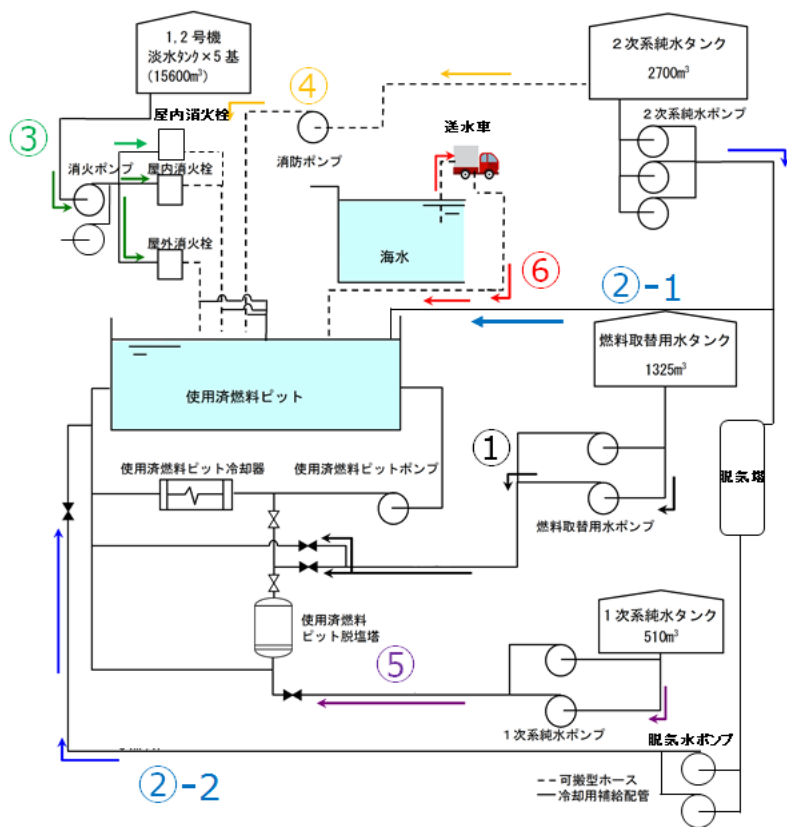 1,2号機
淡水タンク×5基
(15600m³)
2次系純水タンク
2700m³
④
屋内消火栓
③
送水車
2次系純水ポンプ
消火ポンプ
屋内消火栓
消防ポンプ
屋外消火栓
海水
⑥
②-1
燃料取替用水タンク
1325m³
使用済燃料ピット
①
脱気塔
使用済燃料ピット冷却器
使用済燃料ピットポンプ
燃料取替用水ポンプ
1次系純水タンク
510m³
使用済燃料
ピット脱塩塔
⑤
1次系純水ポンプ
脱気水ポンプ
②-2
可搬型ホース
冷却用補給配管